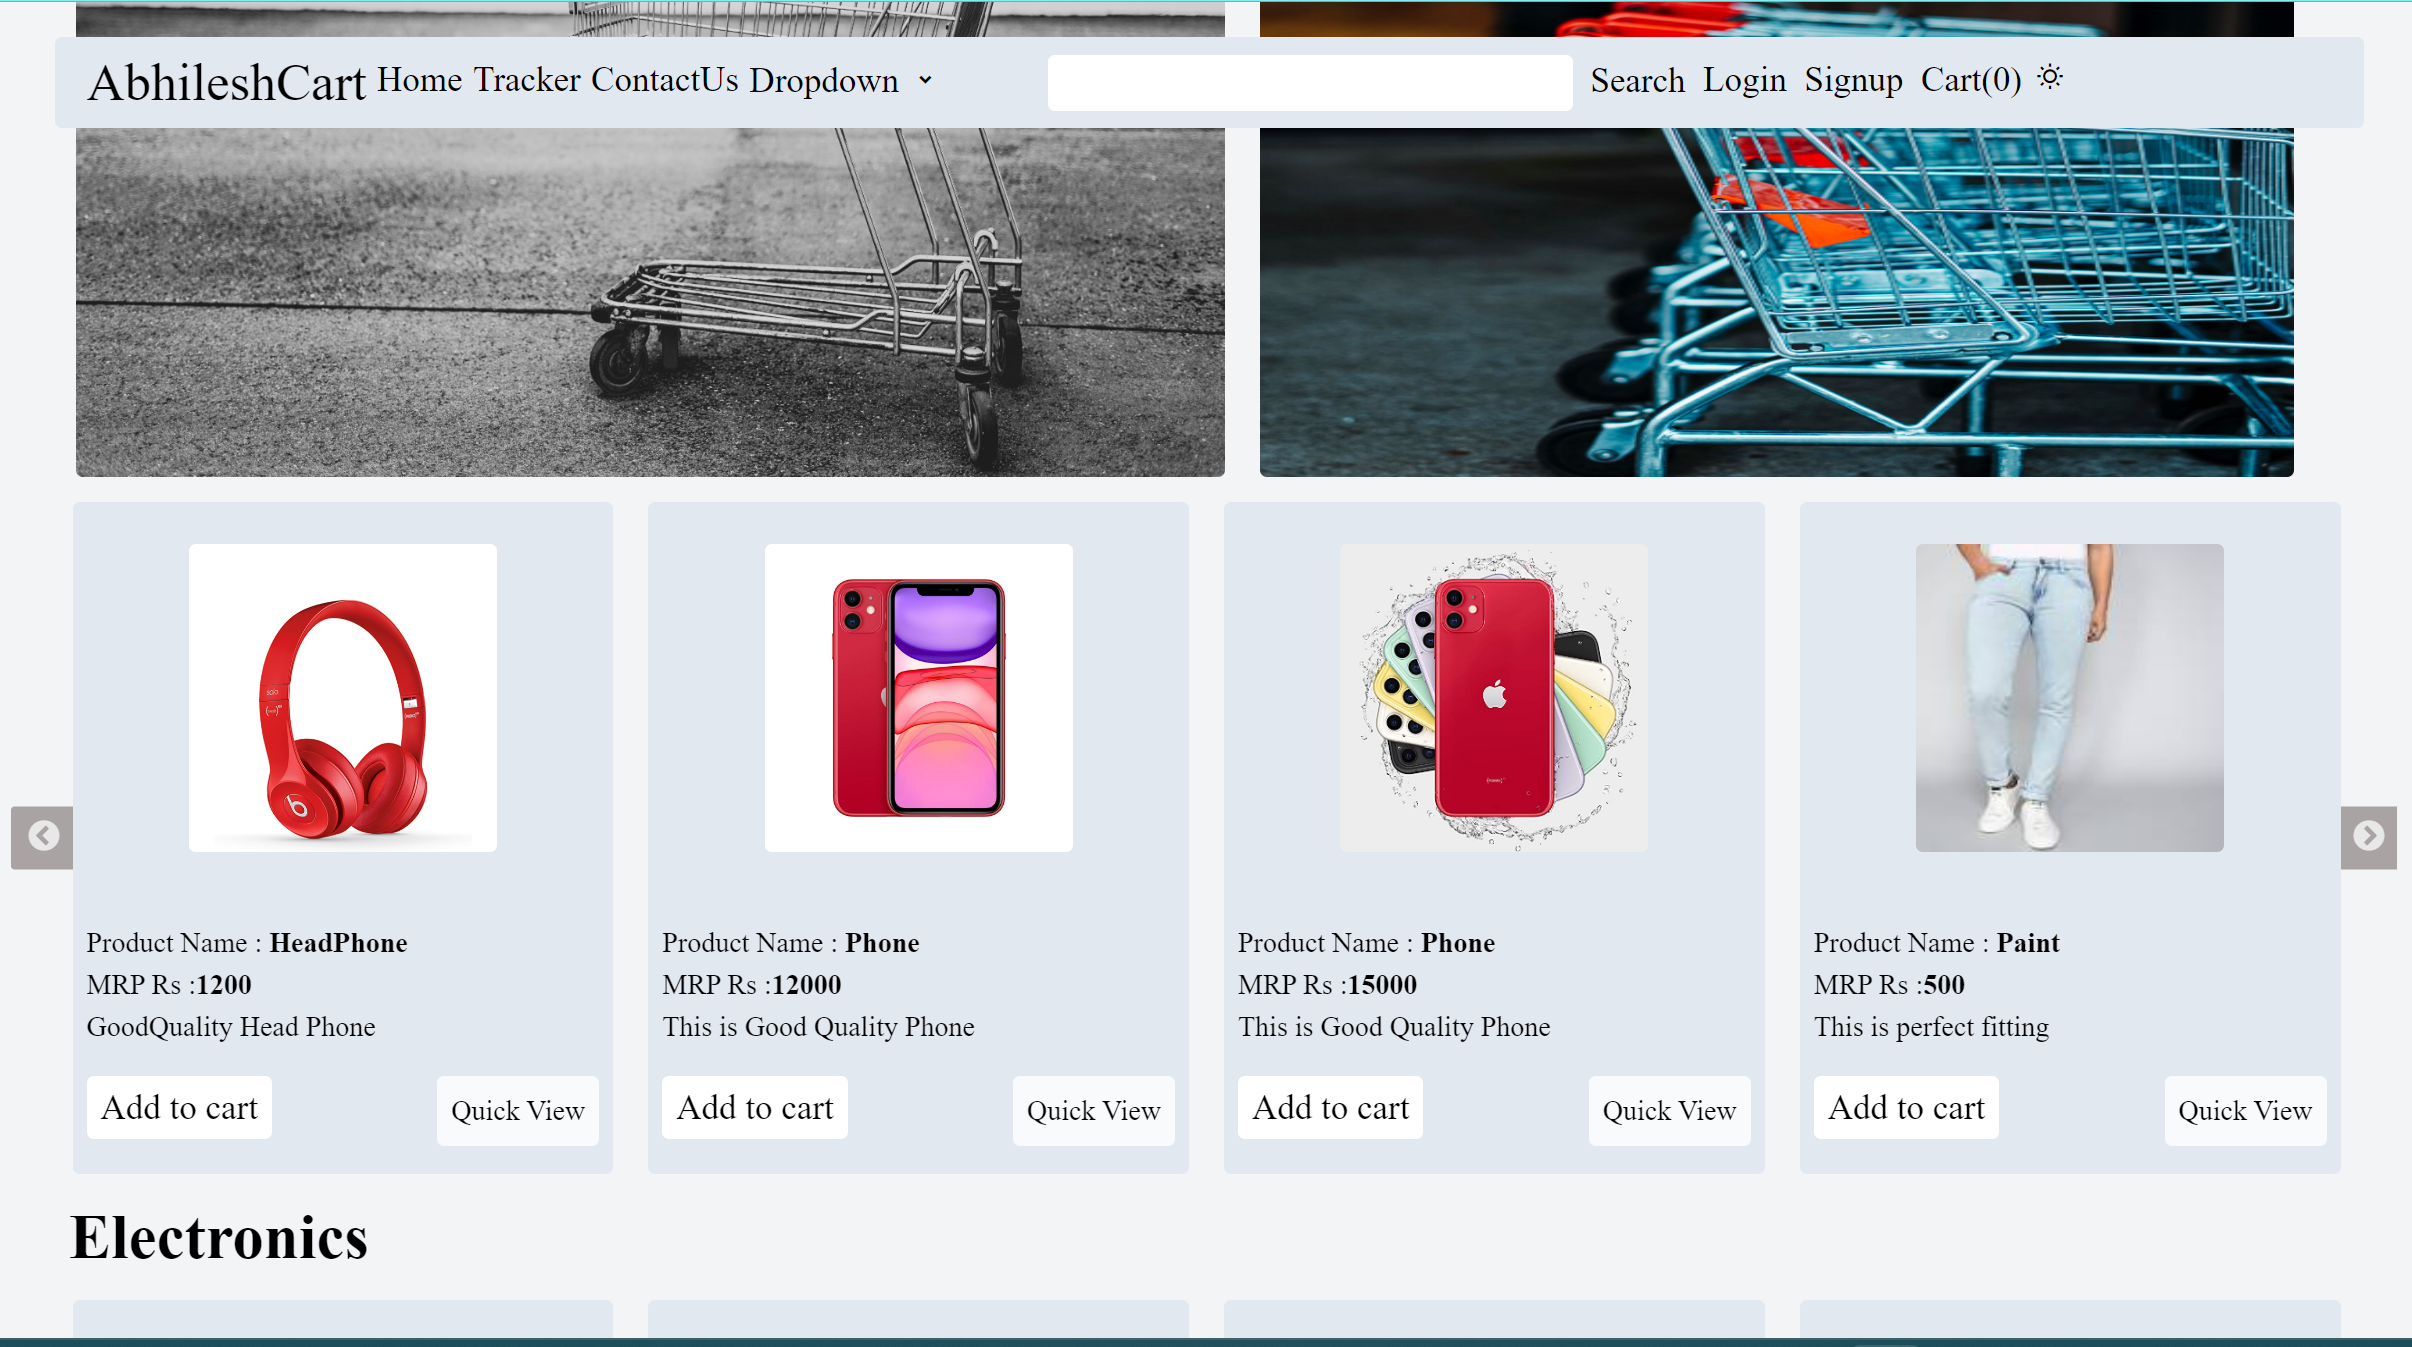 AbhileshCart Home Tracker ContactUs Dropdown Search Login Signup Cart(0)
Product Name : HeadPhone
MRP Rs :1200
GoodQuality Head Phone
Add to cart Quick View
Product Name : Phone
MRP Rs :12000
This is Good Quality Phone
Add to cart Quick View
Product Name : Phone
MRP Rs :15000
This is Good Quality Phone
Add to cart Quick View
Product Name : Paint
MRP Rs :500
This is perfect fitting
Add to cart Quick View
Electronics